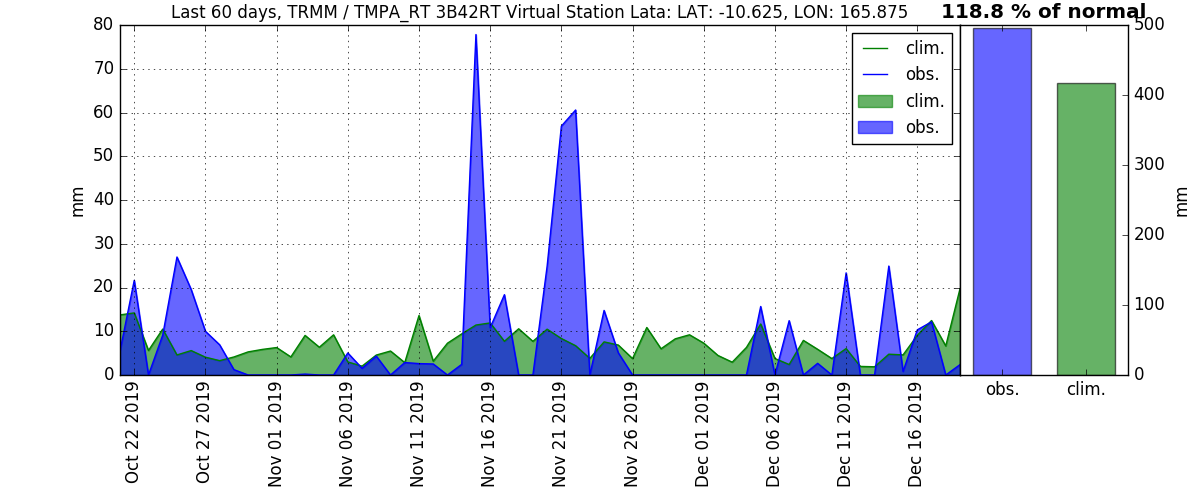 Last 60 days, TRMM / TMPA_RT 3B42RT Virtual Station Lata: LAT: -10.625, LON: 165.875
118.8 % of normal
80
70
60
50
40
30
20
10
0
mm
clim.
obs.
clim.
obs.
500
400
300
200
100
0
mm
obs.
clim.
Oct 22 2019
Oct 27 2019
Nov 01 2019
Nov 06 2019
Nov 11 2019
Nov 16 2019
Nov 21 2019
Nov 26 2019
Dec 01 2019
Dec 06 2019
Dec 11 2019
Dec 16 2019